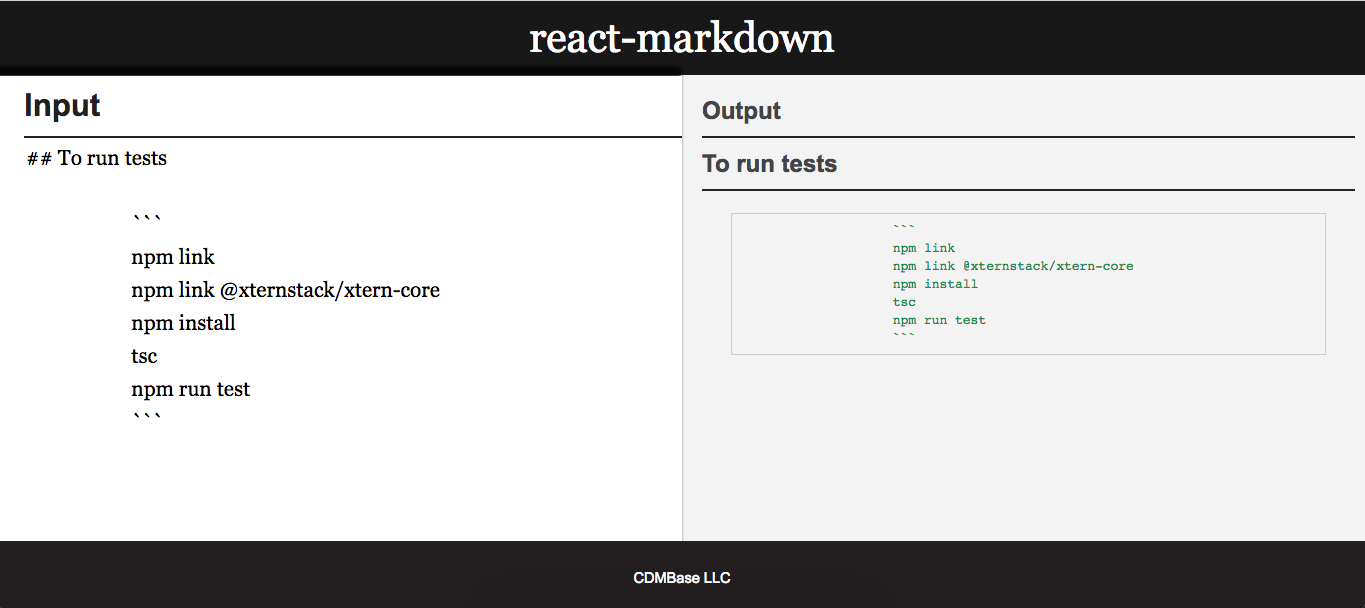 react-markdown
Input
## To run tests
```
npm link
npm link @xternstack/xtern-core
npm install
tsc
npm run test
```
Output
To run tests
```
npm link
npm link @xternstack/xtern-core
npm install
tsc
npm run test
```
CDMBase LLC